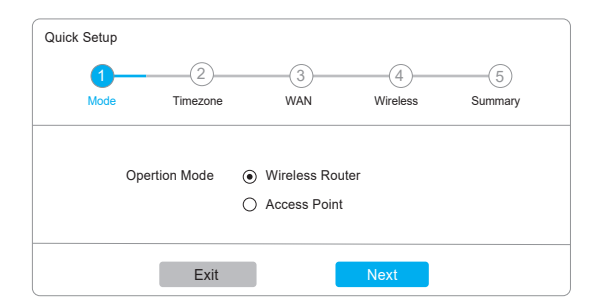 Quick Setup
1 2 3 4 5
Mode Timezone WAN Wireless Summary
Opertion Mode Wireless Router
Access Point
Exit Next